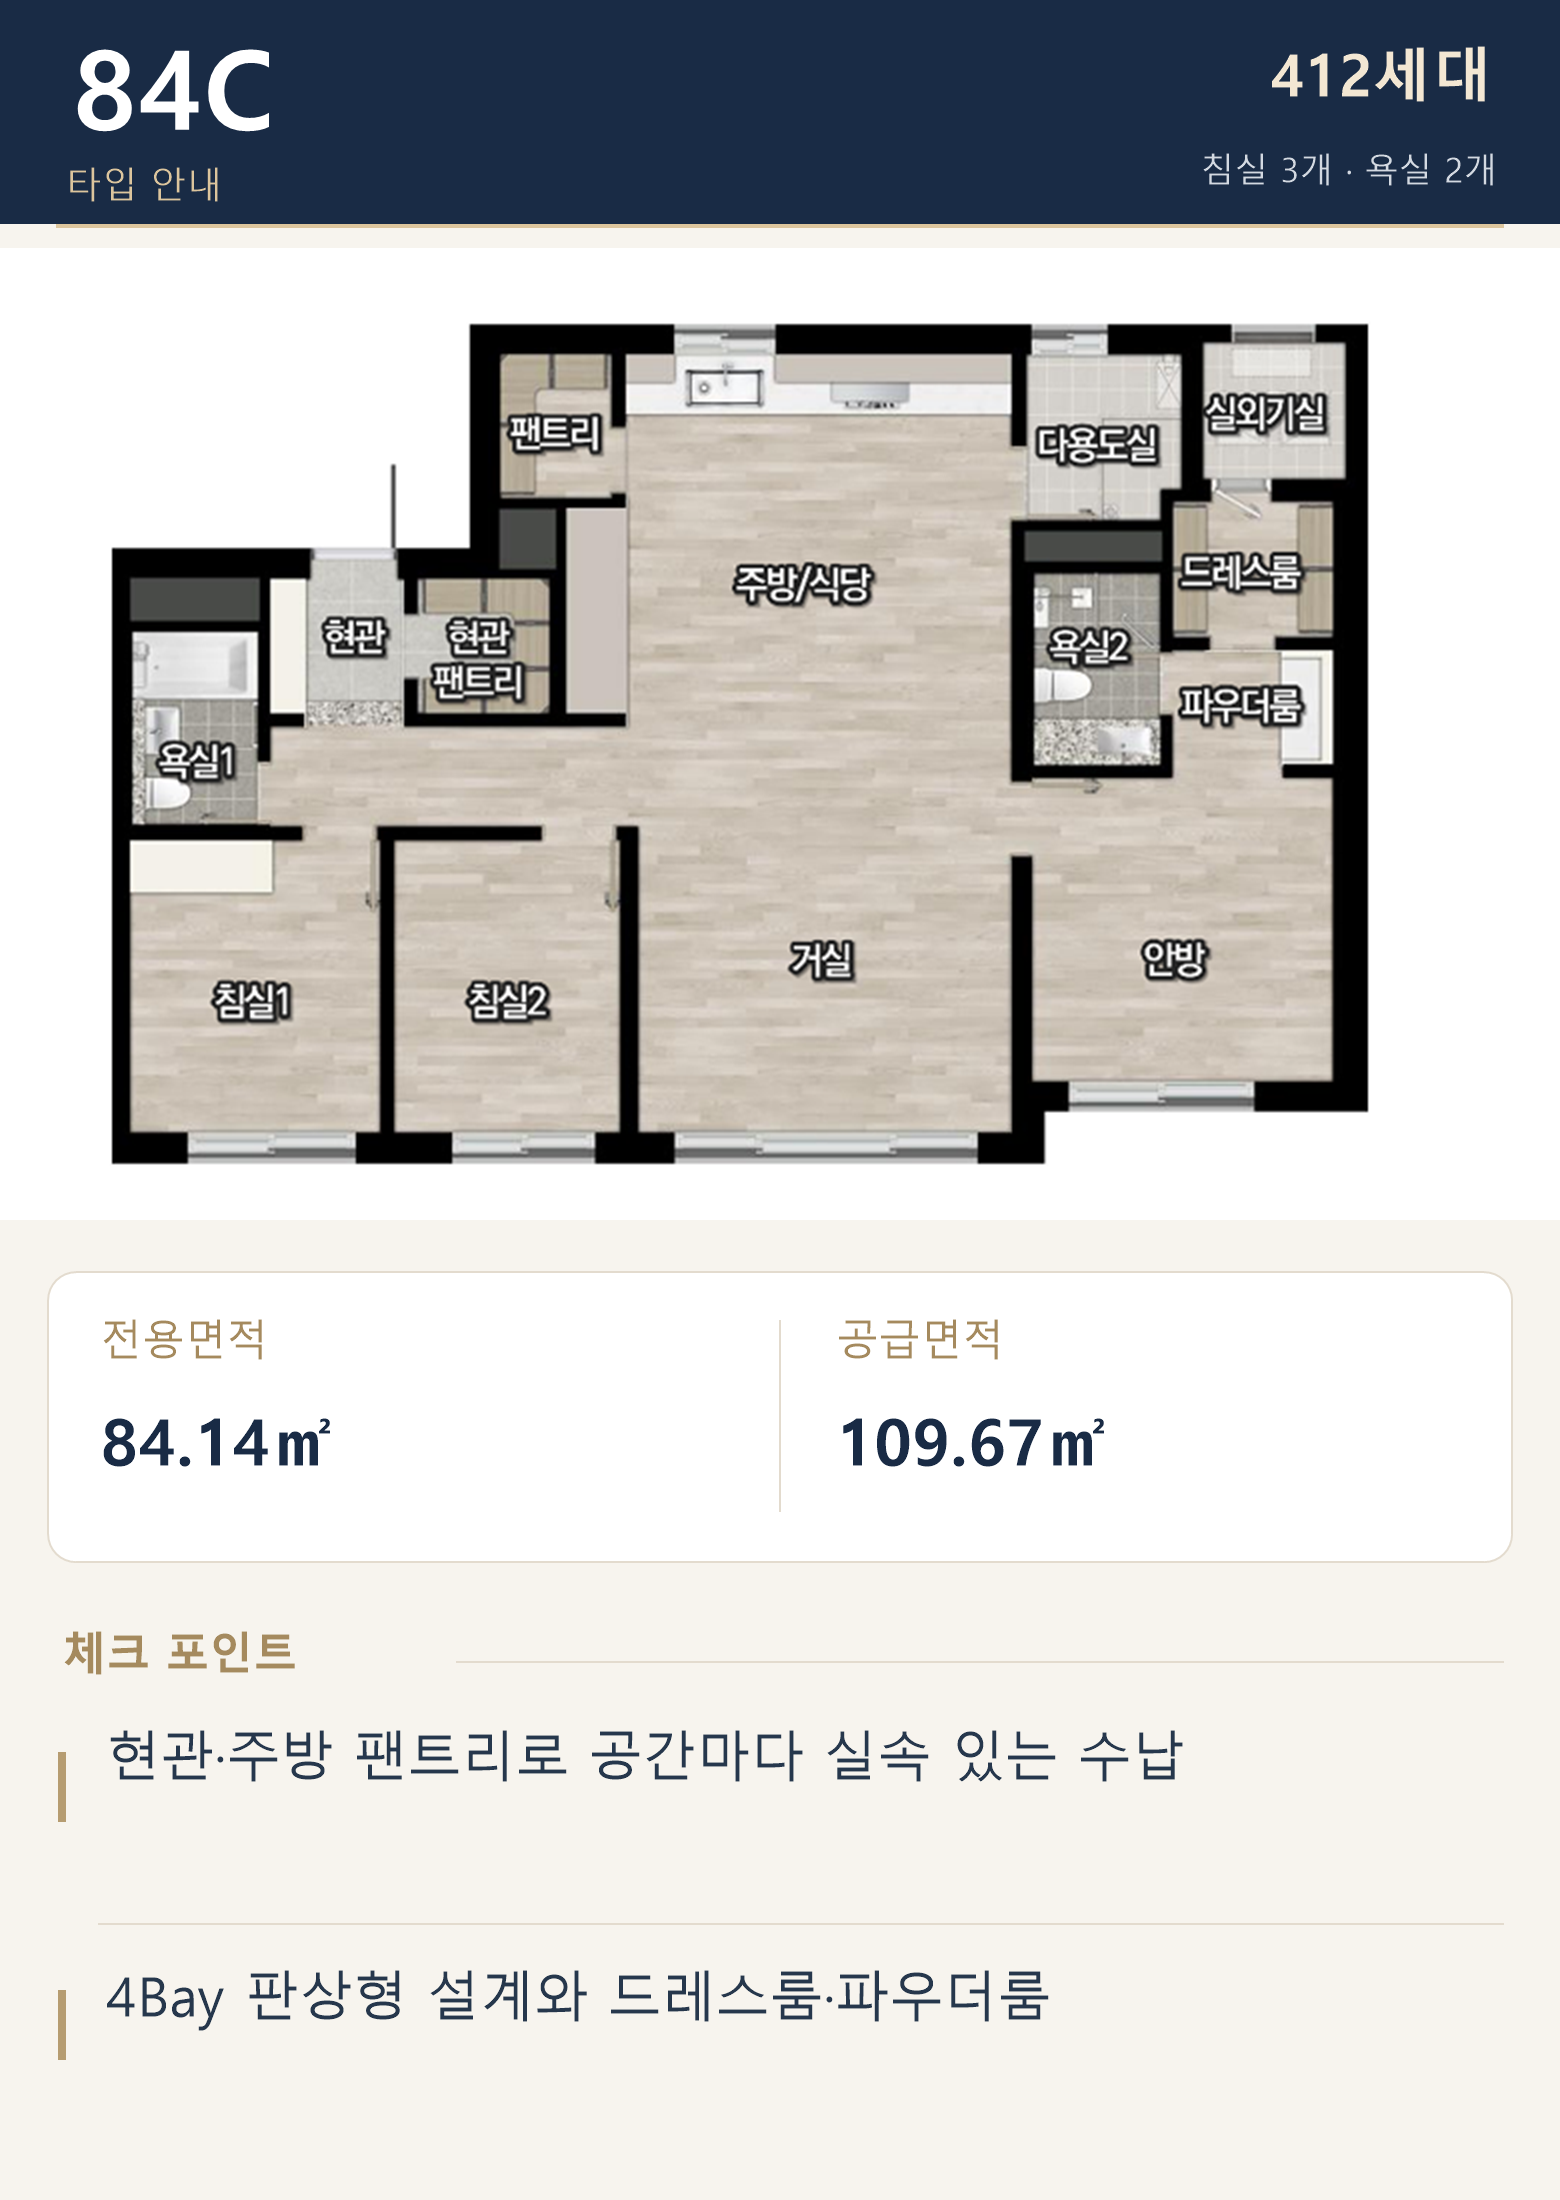 84C
412세대
타입 안내
침실 3개 · 욕실 2개
팬트리
다용도실
실외기실
주방/식당
드레스룸
현관
현관
팬트리
욕실2
파우더룸
욕실1
거실
안방
침실1
침실2
전용면적
공급면적
84.14㎡
109.67㎡
체크 포인트
현관·주방 팬트리로 공간마다 실속 있는 수납
4Bay 판상형 설계와 드레스룸·파우더룸